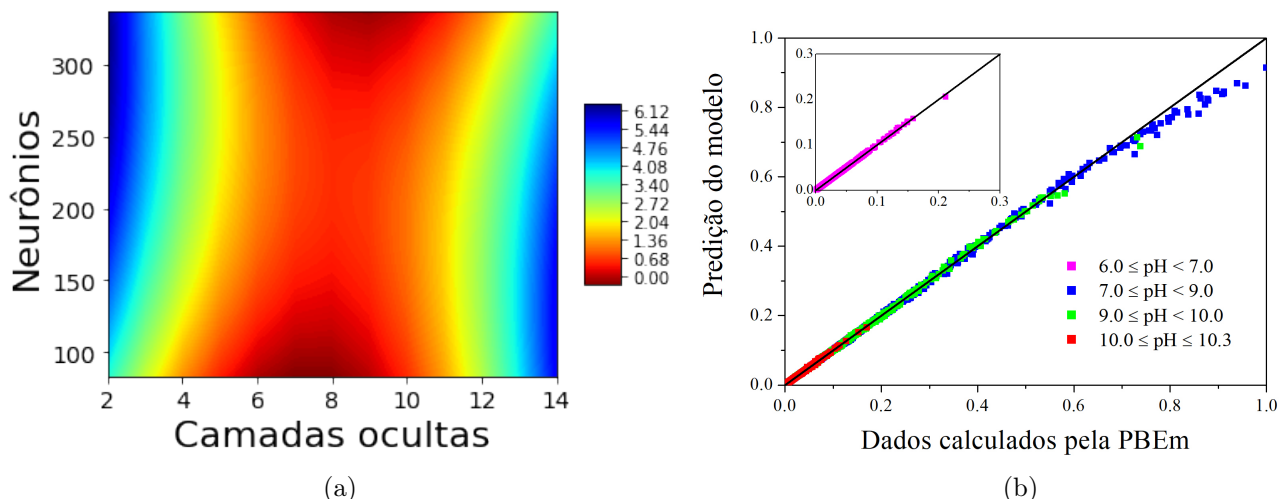 Neurônios
300
250
200
150
100
2 4 6 8 10 12 14
Camadas ocultas
6.12
5.44
4.76
4.08
3.40
2.72
2.04
1.36
0.68
0.00
(a)
Predição do modelo
1.0
0.8
0.6
0.4
0.2
0.0
0.3
0.2
0.1
0.0
0.0 0.1 0.2 0.3
6.0 ≤ pH < 7.0
7.0 ≤ pH < 9.0
9.0 ≤ pH < 10.0
10.0 ≤ pH ≤ 10.3
0.0 0.2 0.4 0.6 0.8 1.0
Dados calculados pela PBEm
(b)